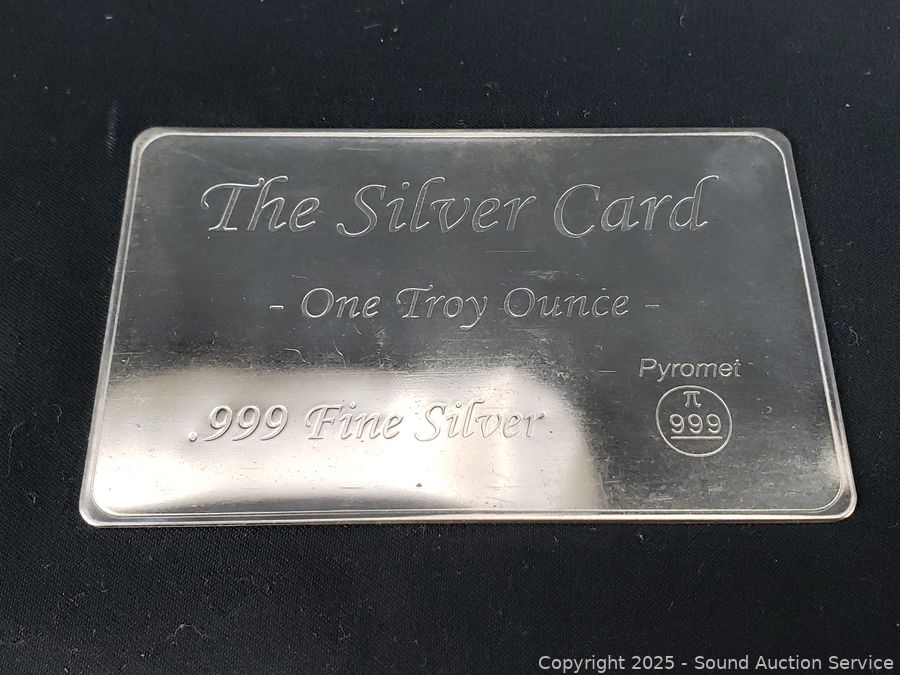 The Silver Card
- One Troy Ounce -
.999 Fine Silver
Pyromet
π
999
Copyright 2025 - Sound Auction Service